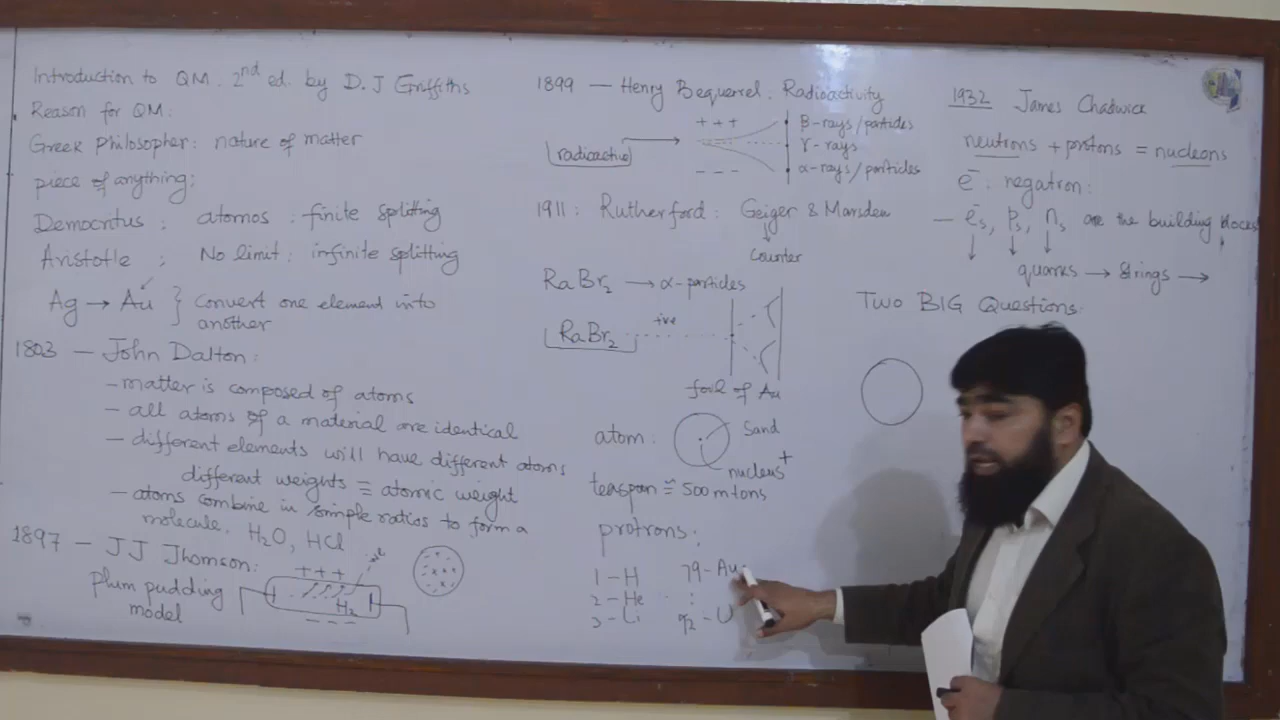 Introduction to QM. 2nd ed. by D. J Griffiths
Reason for QM:
Greek Philosopher: nature of matter
piece of anything:
Democritus : atomos : finite splitting
Aristotle : No limit : infinite splitting
Ag → Au } Convert one element into
another
1803 — John Dalton:
- matter is composed of atoms
- all atoms of a material are identical
- different elements will have different atoms
different weights ≡ atomic weight
- atoms combine in simple ratios to form a
molecule. H2O, HCl
1897 — JJ Jhomson:
Plum pudding
model
+ + +
e
H2
- - -
1899 — Henry Bequerrel. Radioactivity
radioactive
+ + +
- - -
β-rays/particles
γ-rays
α-rays/particles
1911: Rutherford: Geiger & Marsden
counter
RaBr2 → α-particles
RaBr2
+ive
foil of Au
atom: Sand
nucleus +
teaspan ≅ 500 m tons
protrons:
1 - H
2 - He
3 - Li
79 - Au
:
92 - U
1932 James Chadwick
neutrons + protons = nucleons
e⁻ : negatron:
— e⁻s, Ps, ns are the building blocks
quarks → strings →
TWO BIG Questions: